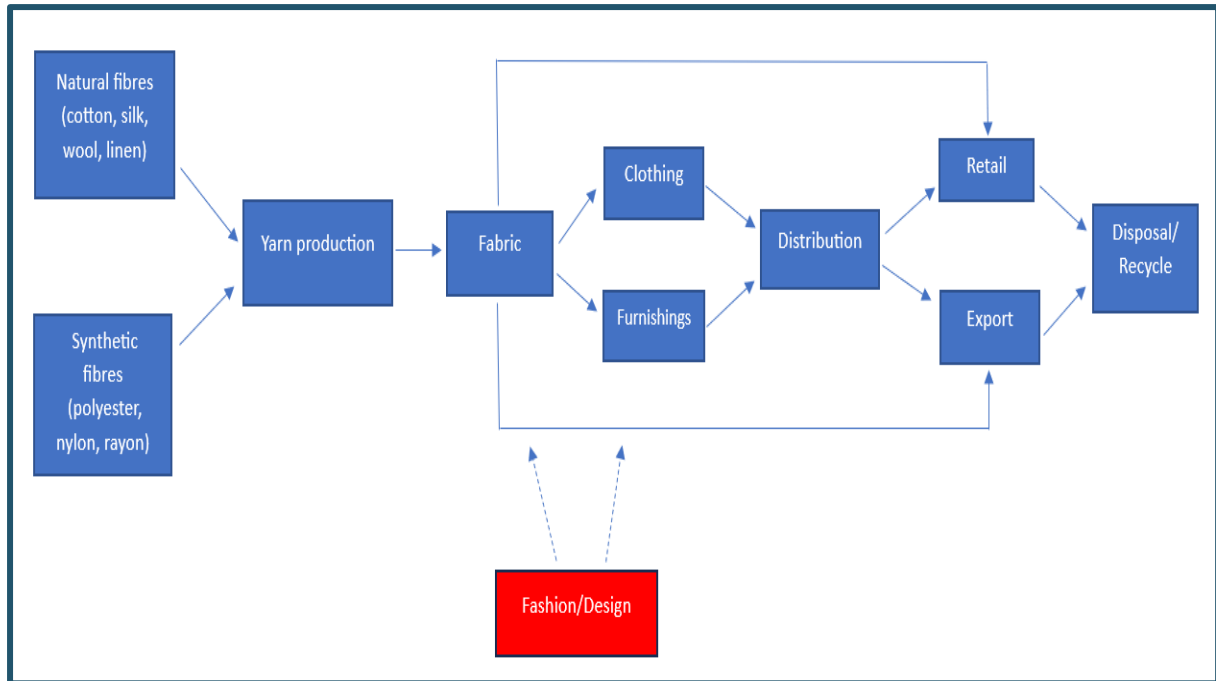 Natural fibres
(cotton, silk,
wool, linen)
Synthetic
fibres
(polyester,
nylon, rayon)
Yarn production
Fabric
Clothing
Furnishings
Distribution
Retail
Export
Disposal/
Recycle
Fashion/Design